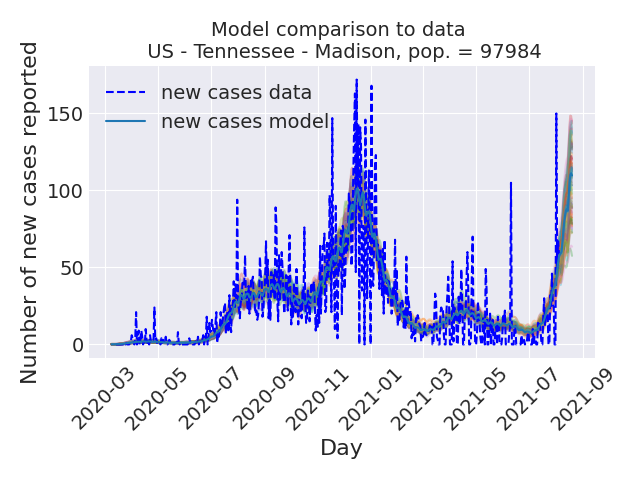 Model comparison to data
US - Tennessee - Madison, pop. = 97984
Number of new cases reported
new cases data
new cases model
150
100
50
0
2020-03
2020-05
2020-07
2020-09
2020-11
2021-01
2021-03
2021-05
2021-07
2021-09
Day